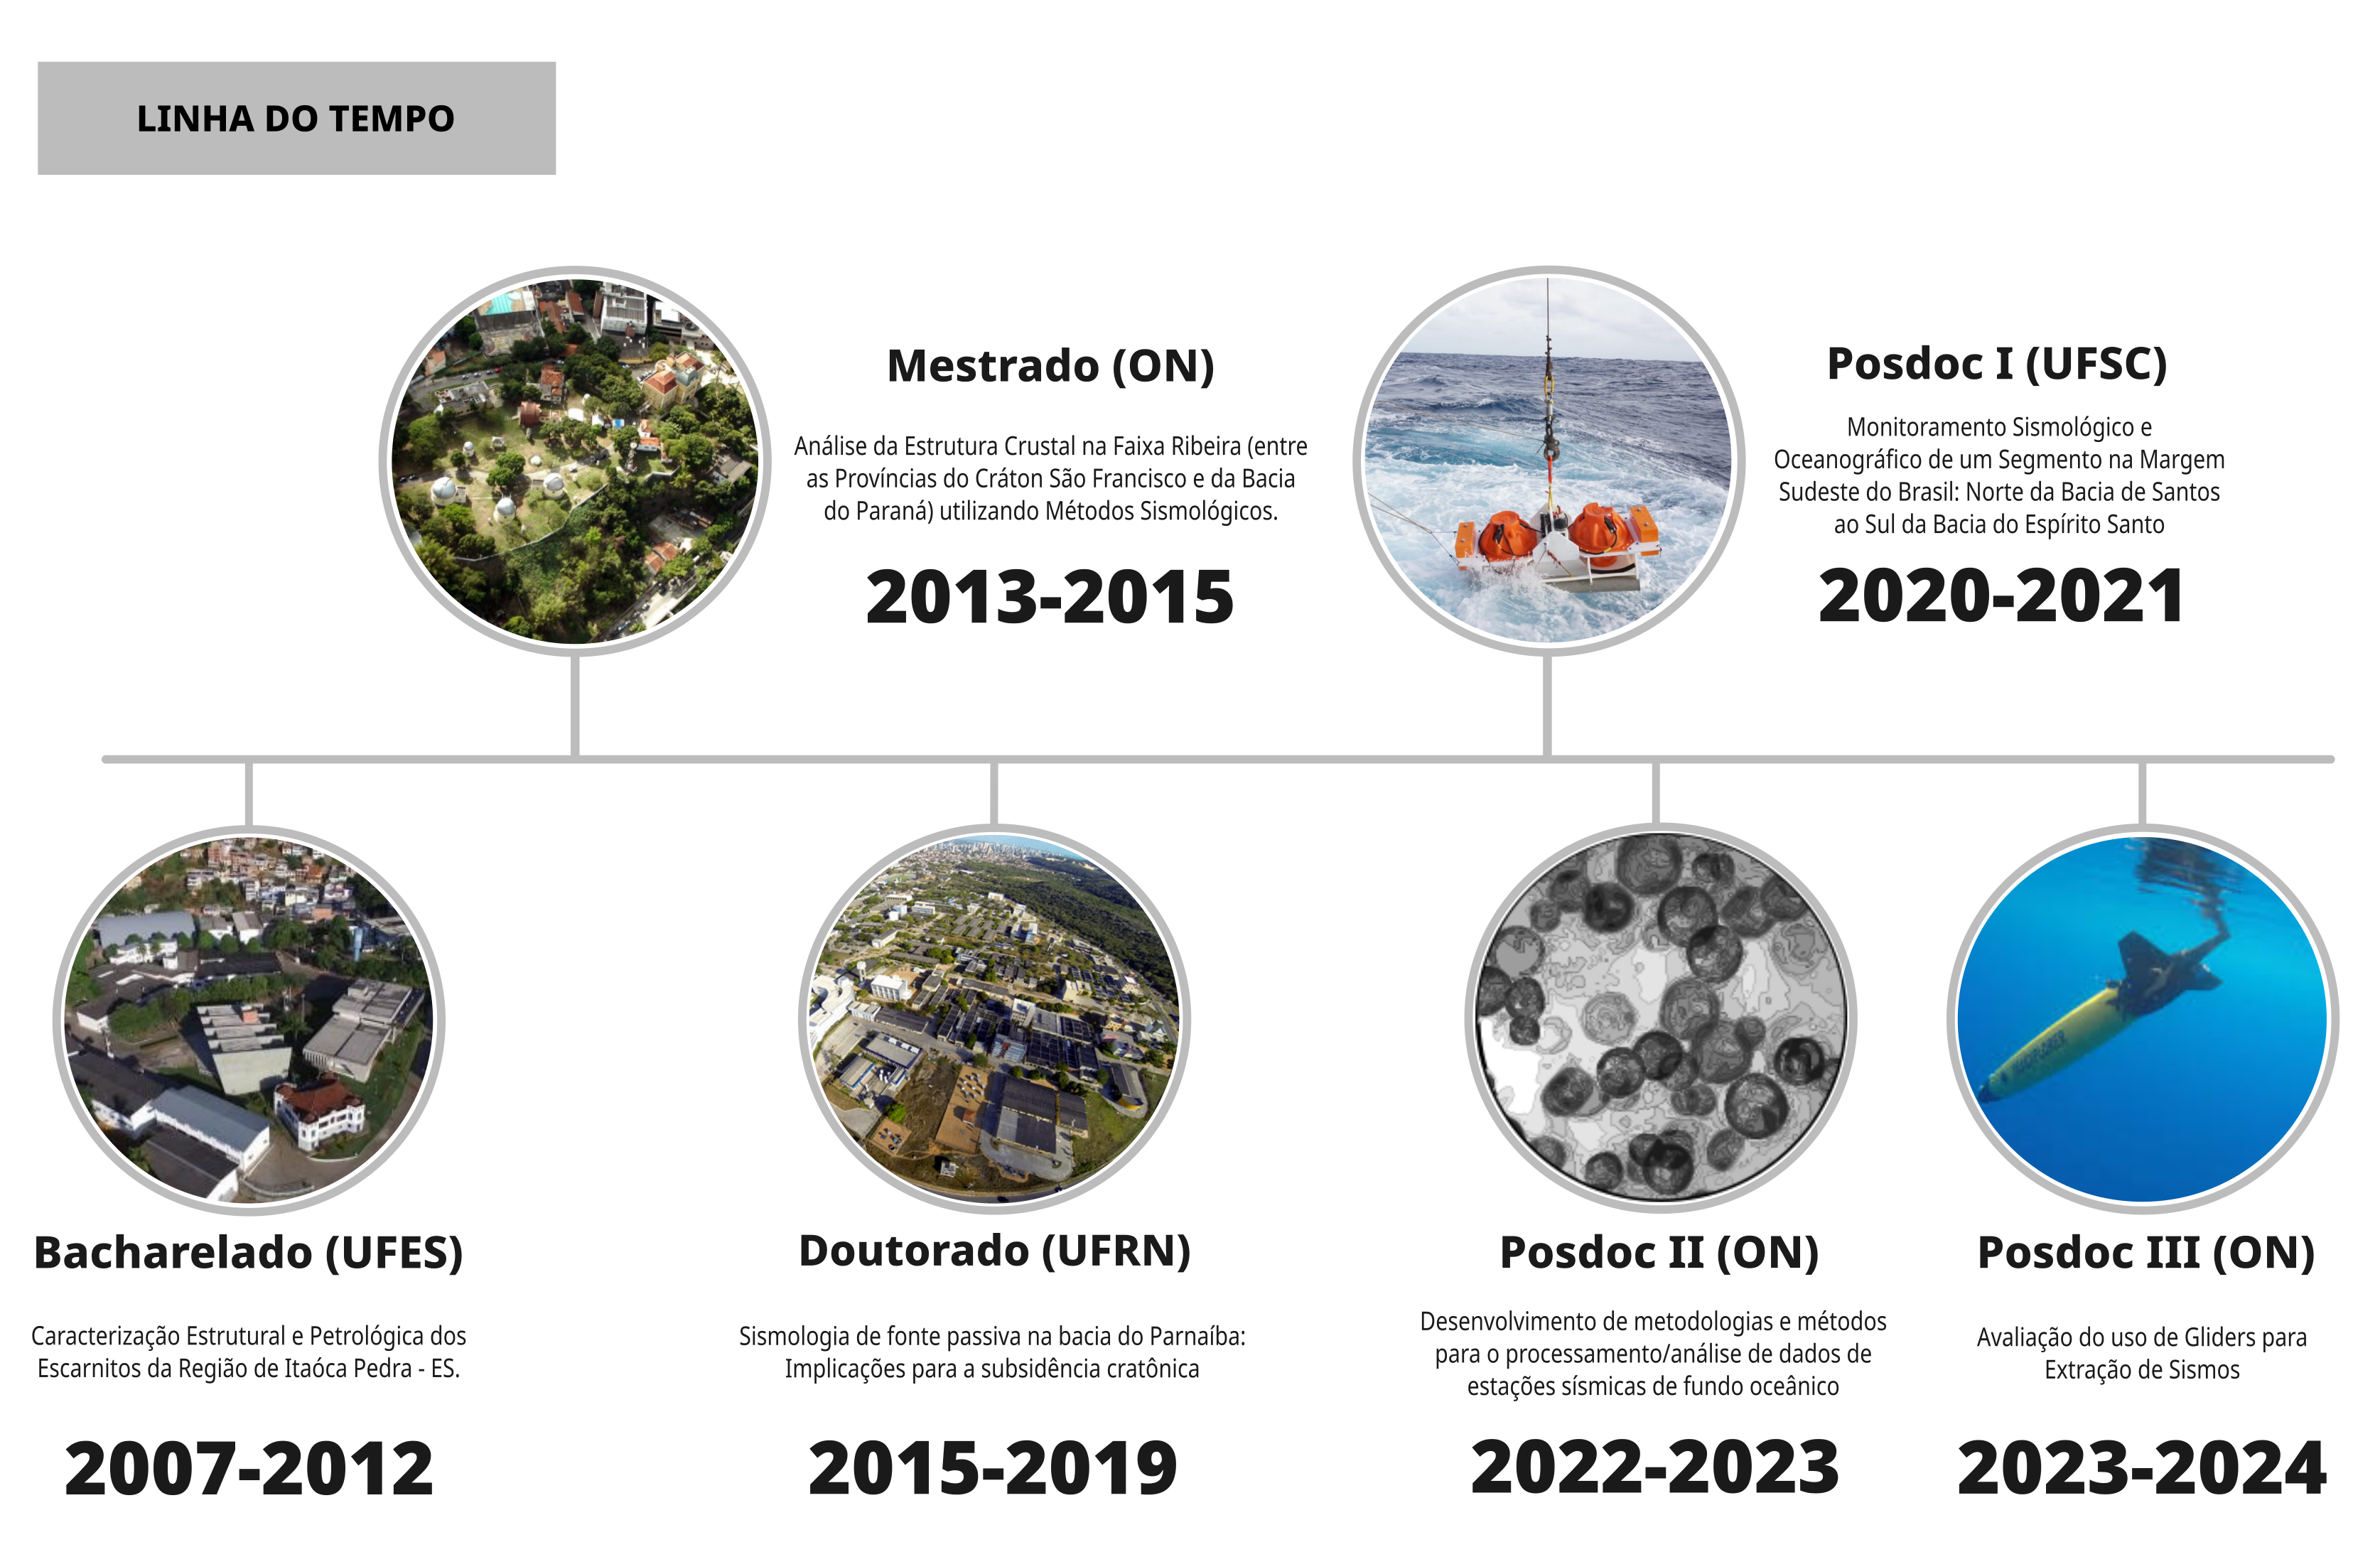 LINHA DO TEMPO
Mestrado (ON)
Análise da Estrutura Crustal na Faixa Ribeira (entre
as Províncias do Cráton São Francisco e da Bacia
do Paraná) utilizando Métodos Sismológicos.
2013-2015
Posdoc I (UFSC)
Monitoramento Sismológico e
Oceanográfico de um Segmento na Margem
Sudeste do Brasil: Norte da Bacia de Santos
ao Sul da Bacia do Espírito Santo
2020-2021
Bacharelado (UFES)
Caracterização Estrutural e Petrológica dos
Escarnitos da Região de Itaóca Pedra - ES.
2007-2012
Doutorado (UFRN)
Sismologia de fonte passiva na bacia do Parnaíba:
Implicações para a subsidência cratônica
2015-2019
Posdoc II (ON)
Desenvolvimento de metodologias e métodos
para o processamento/análise de dados de
estações sísmicas de fundo oceânico
2022-2023
Posdoc III (ON)
Avaliação do uso de Gliders para
Extração de Sismos
2023-2024